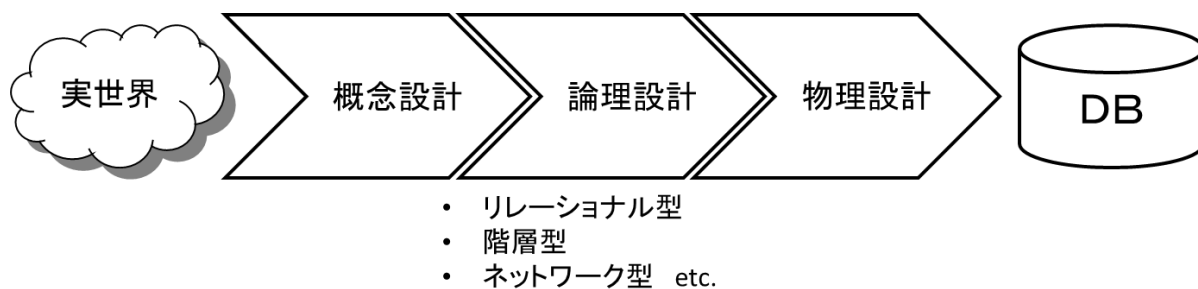 実世界
概念設計
論理設計
物理設計
DB
• リレーショナル型
• 階層型
• ネットワーク型 etc.